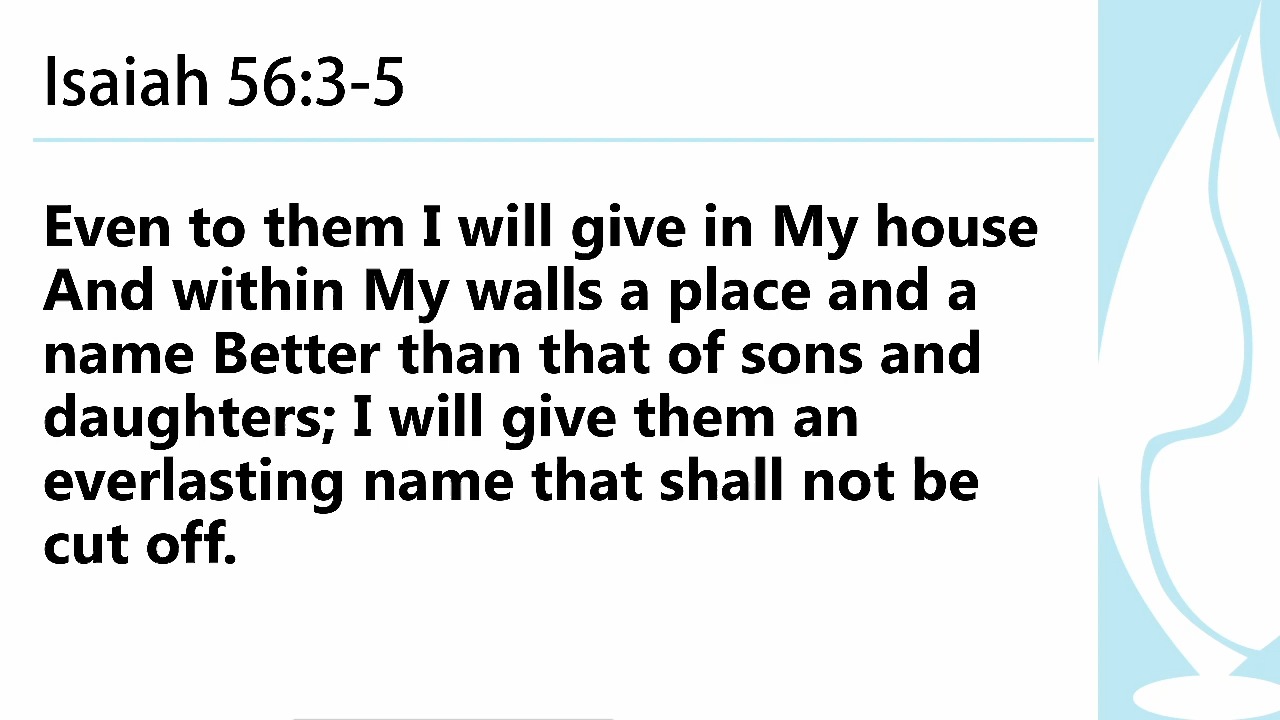 Isaiah 56:3-5
Even to them I will give in My house
And within My walls a place and a
name Better than that of sons and
daughters; I will give them an
everlasting name that shall not be
cut off.